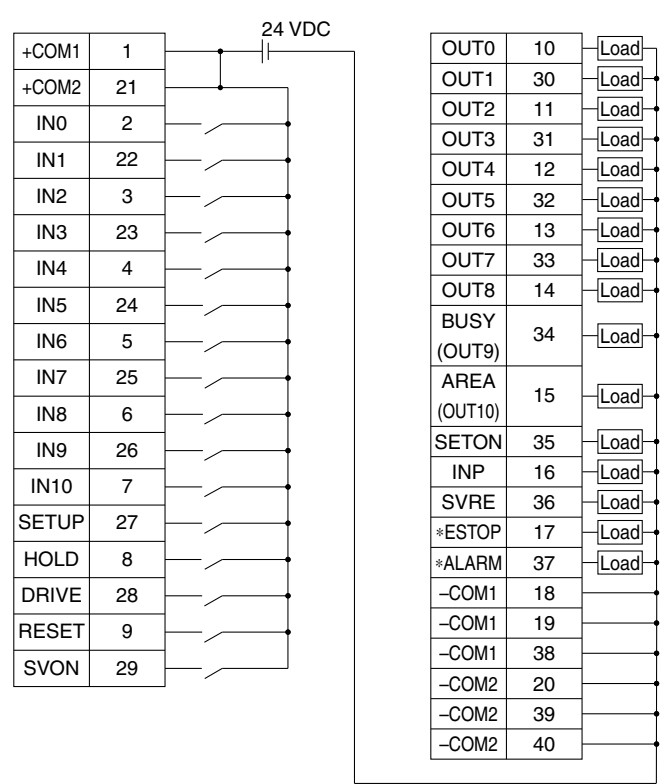 24 VDC
+COM1 1
+COM2 21
IN0 2
IN1 22
IN2 3
IN3 23
IN4 4
IN5 24
IN6 5
IN7 25
IN8 6
IN9 26
IN10 7
SETUP 27
HOLD 8
DRIVE 28
RESET 9
SVON 29
OUT0 10 Load
OUT1 30 Load
OUT2 11 Load
OUT3 31 Load
OUT4 12 Load
OUT5 32 Load
OUT6 13 Load
OUT7 33 Load
OUT8 14 Load
BUSY
(OUT9) 34 Load
AREA
(OUT10) 15 Load
SETON 35 Load
INP 16 Load
SVRE 36 Load
*ESTOP 17 Load
*ALARM 37 Load
–COM1 18
–COM1 19
–COM1 38
–COM2 20
–COM2 39
–COM2 40